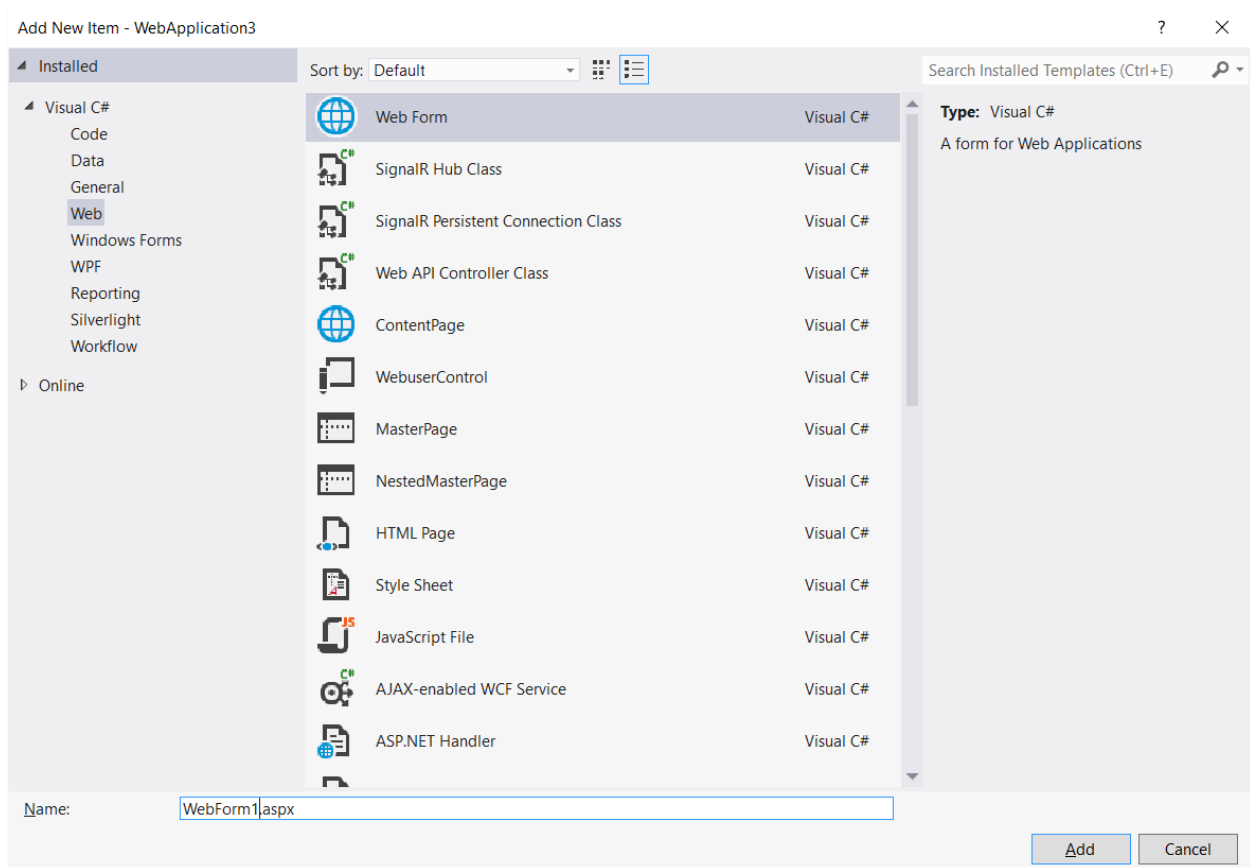 Add New Item - WebApplication3
?
Installed
Sort by: Default
Search Installed Templates (Ctrl+E)
Visual C#
Code
Data
General
Web
Windows Forms
WPF
Reporting
Silverlight
Workflow
Online
Web Form Visual C#
C# SignalR Hub Class Visual C#
C# SignalR Persistent Connection Class Visual C#
C# Web API Controller Class Visual C#
ContentPage Visual C#
WebuserControl Visual C#
MasterPage Visual C#
NestedMasterPage Visual C#
HTML Page Visual C#
Style Sheet Visual C#
JS JavaScript File Visual C#
C# AJAX-enabled WCF Service Visual C#
ASP.NET Handler Visual C#
Type: Visual C#
A form for Web Applications
Name: WebForm1.aspx
Add Cancel